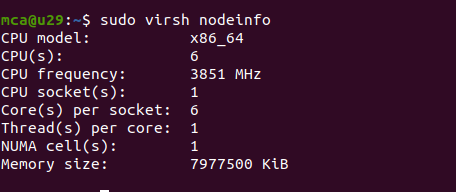 mca@u29:~$ sudo virsh nodeinfo
CPU model:           x86_64
CPU(s):              6
CPU frequency:       3851 MHz
CPU socket(s):       1
Core(s) per socket:  6
Thread(s) per core:  1
NUMA cell(s):        1
Memory size:         7977500 KiB